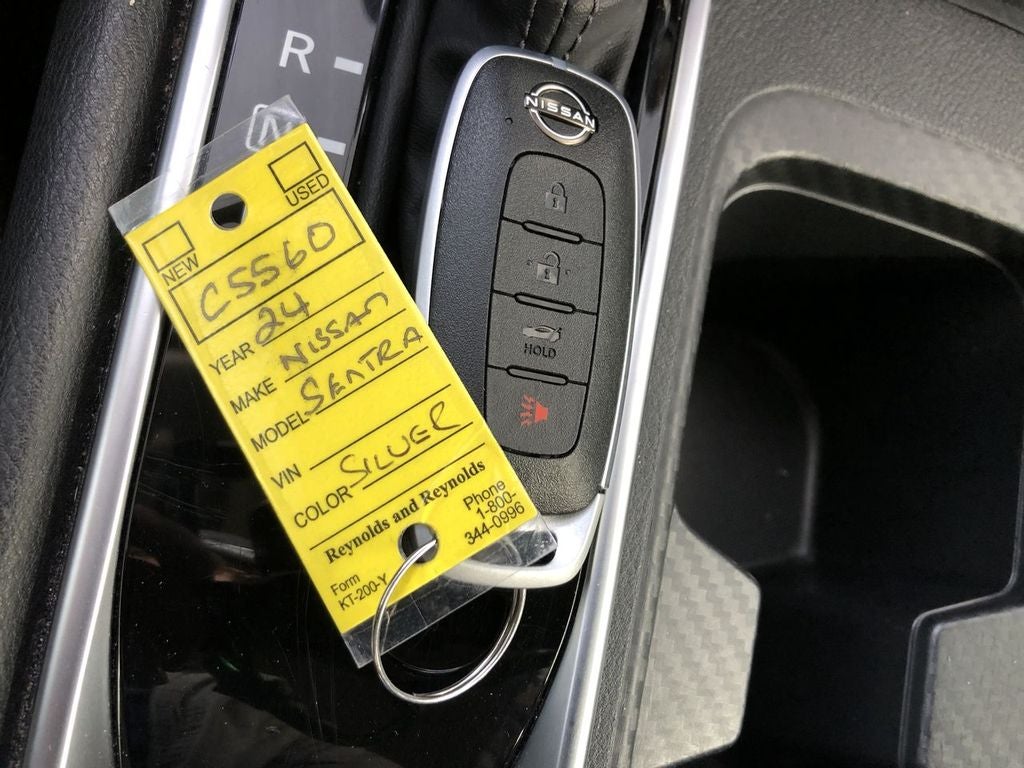 R
N
NISSAN
HOLD
USED
NEW
C5560
YEAR 24
MAKE NISSAN
MODEL SENTRA
VIN
COLOR SILVER
Reynolds and Reynolds
Form
KT-200-Y
Phone
1-800-
344-0996